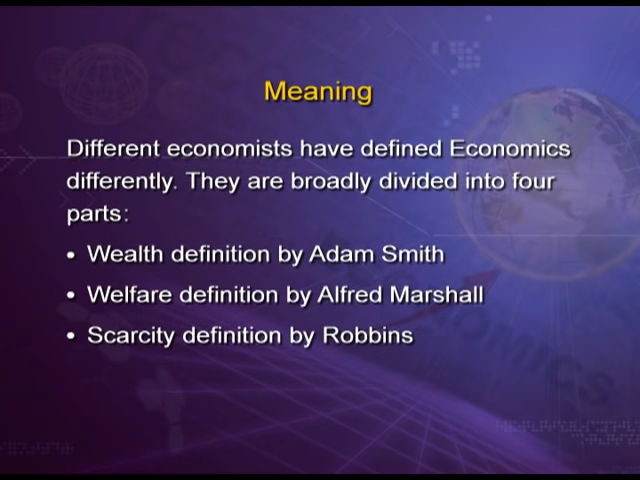 Meaning
Different economists have defined Economics
differently. They are broadly divided into four
parts:
• Wealth definition by Adam Smith
• Welfare definition by Alfred Marshall
• Scarcity definition by Robbins